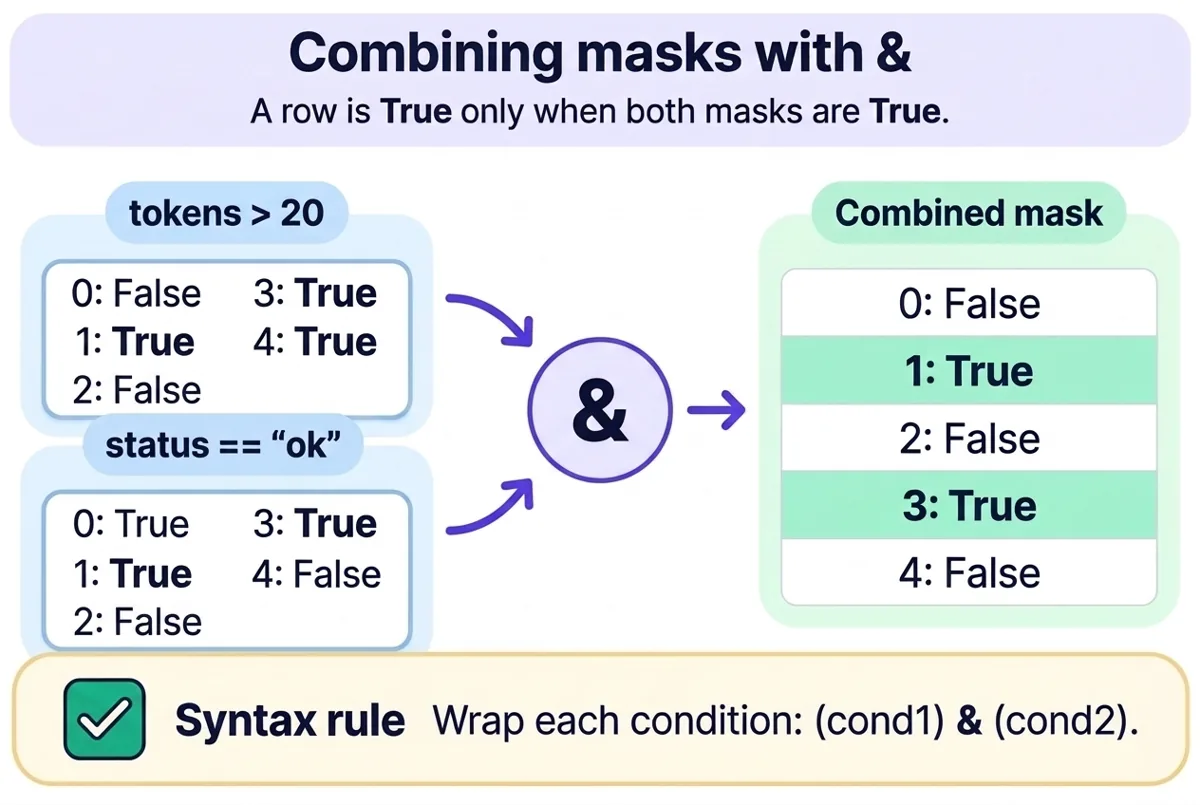 Combining masks with &
A row is True only when both masks are True.
tokens > 20
0: False 3: True
1: True 4: True
2: False
status == “ok”
0: True 3: True
1: True 4: False
2: False
&
Combined mask
0: False
1: True
2: False
3: True
4: False
Syntax rule Wrap each condition: (cond1) & (cond2).